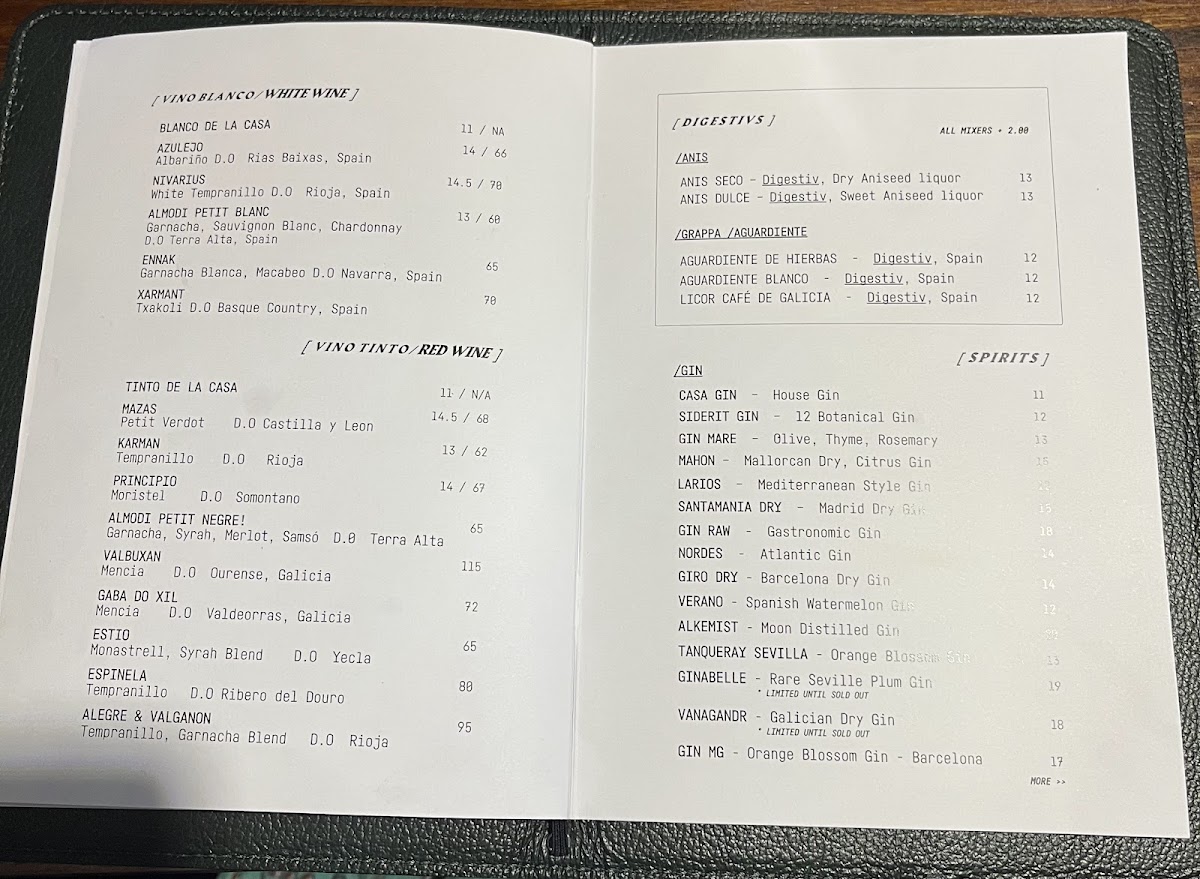 [ VINO BLANCO/WHITE WINE ]
BLANCO DE LA CASA 11 / NA
AZULEJO 14 / 66
Albariño D.O Rias Baixas, Spain
NIVARIUS 14.5 / 70
White Tempranillo D.O Rioja, Spain
ALMODI PETIT BLANC 13 / 60
Garnacha, Sauvignon Blanc, Chardonnay
D.O Terra Alta, Spain
ENNAK 65
Garnacha Blanca, Macabeo D.O Navarra, Spain
XARMANT 70
Txakoli D.O Basque Country, Spain
[ VINO TINTO/RED WINE ]
TINTO DE LA CASA 11 / N/A
MAZAS 14.5 / 68
Petit Verdot D.O Castilla y Leon
KARMAN 13 / 62
Tempranillo D.O Rioja
PRINCIPIO 14 / 67
Moristel D.O Somontano
ALMODI PETIT NEGRE! 65
Garnacha, Syrah, Merlot, Samsó D.O Terra Alta
VALBUXAN 115
Mencia D.O Ourense, Galicia
GABA DO XIL 72
Mencia D.O Valdeorras, Galicia
ESTIO 65
Monastrell, Syrah Blend D.O Yecla
ESPINELA 80
Tempranillo D.O Ribero del Douro
ALEGRE & VALGANON 95
Tempranillo, Garnacha Blend D.O Rioja
[ DIGESTIVS ]
ALL MIXERS + 2.00
/ANIS
ANIS SECO - Digestiv, Dry Aniseed liquor 13
ANIS DULCE - Digestiv, Sweet Aniseed liquor 13
/GRAPPA /AGUARDIENTE
AGUARDIENTE DE HIERBAS - Digestiv, Spain 12
AGUARDIENTE BLANCO - Digestiv, Spain 12
LICOR CAFÉ DE GALICIA - Digestiv, Spain 12
[ SPIRITS ]
/GIN
CASA GIN - House Gin 11
SIDERIT GIN - 12 Botanical Gin 12
GIN MARE - Olive, Thyme, Rosemary 13
MAHON - Mallorcan Dry, Citrus Gin 15
LARIOS - Mediterranean Style Gin
SANTAMANIA DRY - Madrid Dry Gin 15
GIN RAW - Gastronomic Gin 18
NORDES - Atlantic Gin 14
GIRO DRY - Barcelona Dry Gin 14
VERANO - Spanish Watermelon Gin 12
ALKEMIST - Moon Distilled Gin
TANQUERAY SEVILLA - Orange Blossom Gin 13
GINABELLE - Rare Seville Plum Gin 19
* LIMITED UNTIL SOLD OUT
VANAGANDR - Galician Dry Gin 18
* LIMITED UNTIL SOLD OUT
GIN MG - Orange Blossom Gin - Barcelona 17
MORE >>